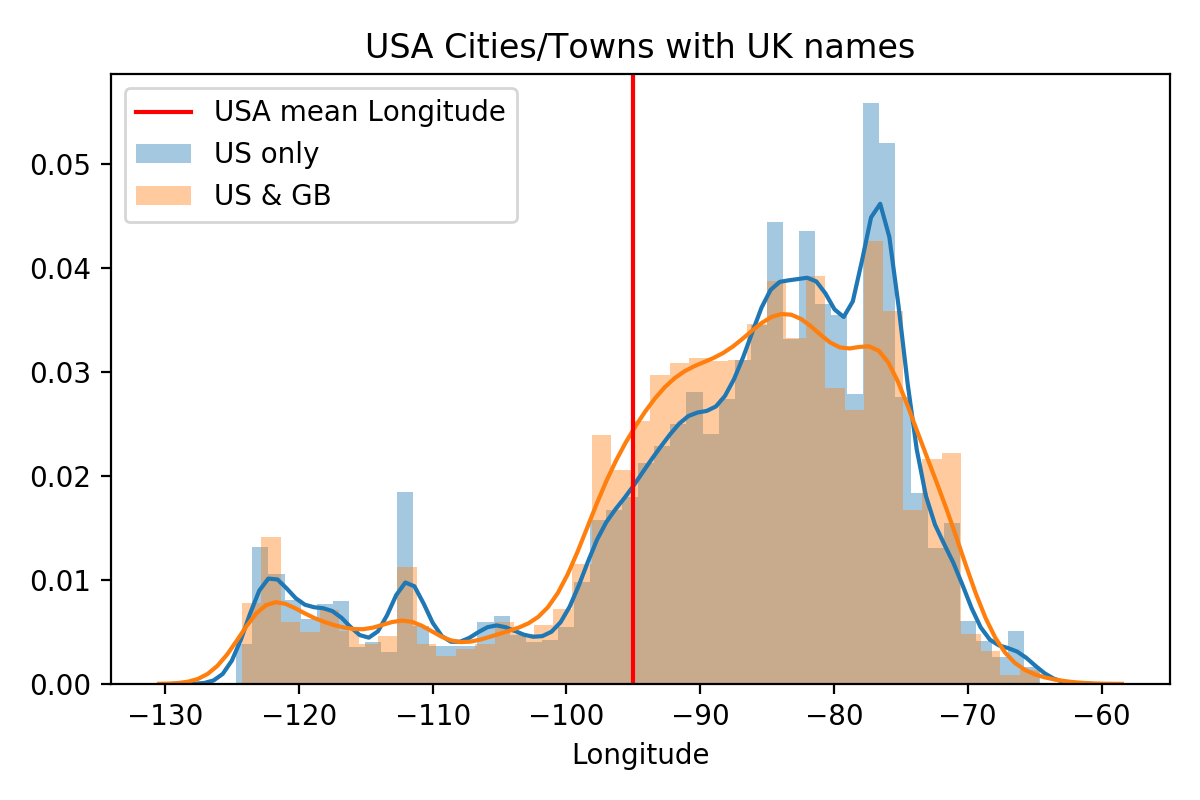 USA Cities/Towns with UK names
USA mean Longitude
US only
US & GB
0.05
0.04
0.03
0.02
0.01
0.00
−130 −120 −110 −100 −90 −80 −70 −60
Longitude